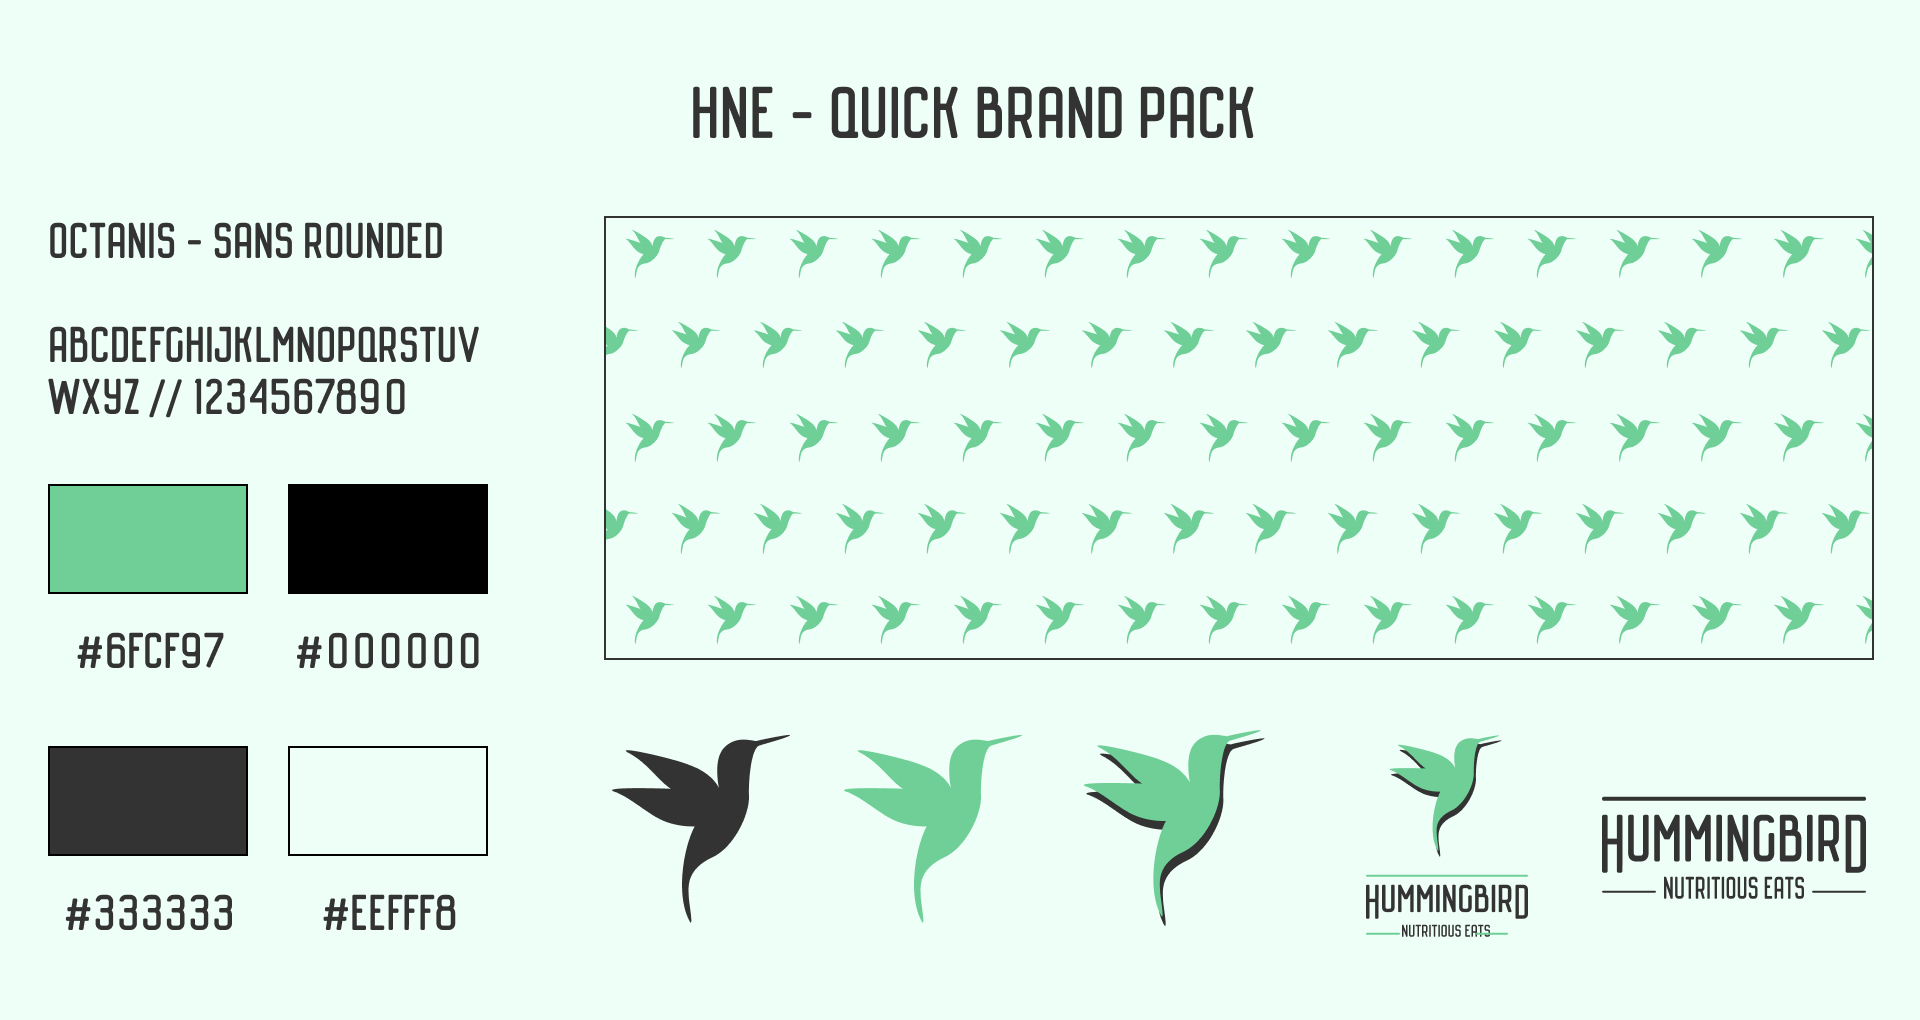 HNE - QUICK BRAND PACK
OCTANIS - SANS ROUNDED
ABCDEFGHIJKLMNOPQRSTUV
WXYZ // 1234567890
#6FCF97
#000000
#333333
#EEFFF8
HUMMINGBIRD
NUTRITIOUS EATS
HUMMINGBIRD
NUTRITIOUS EATS